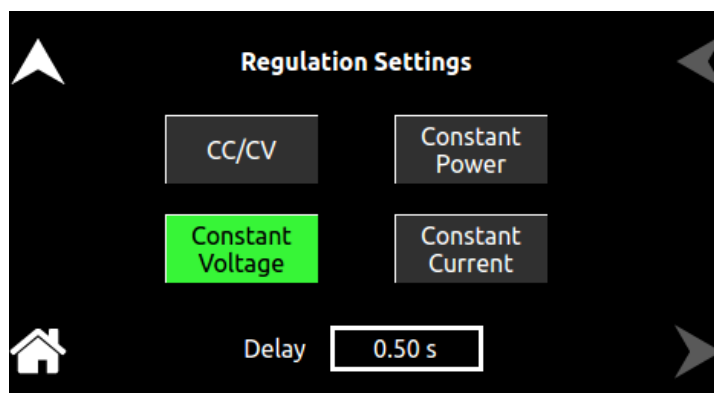 Regulation Settings
CC/CV
Constant
Power
Constant
Voltage
Constant
Current
Delay
0.50 s